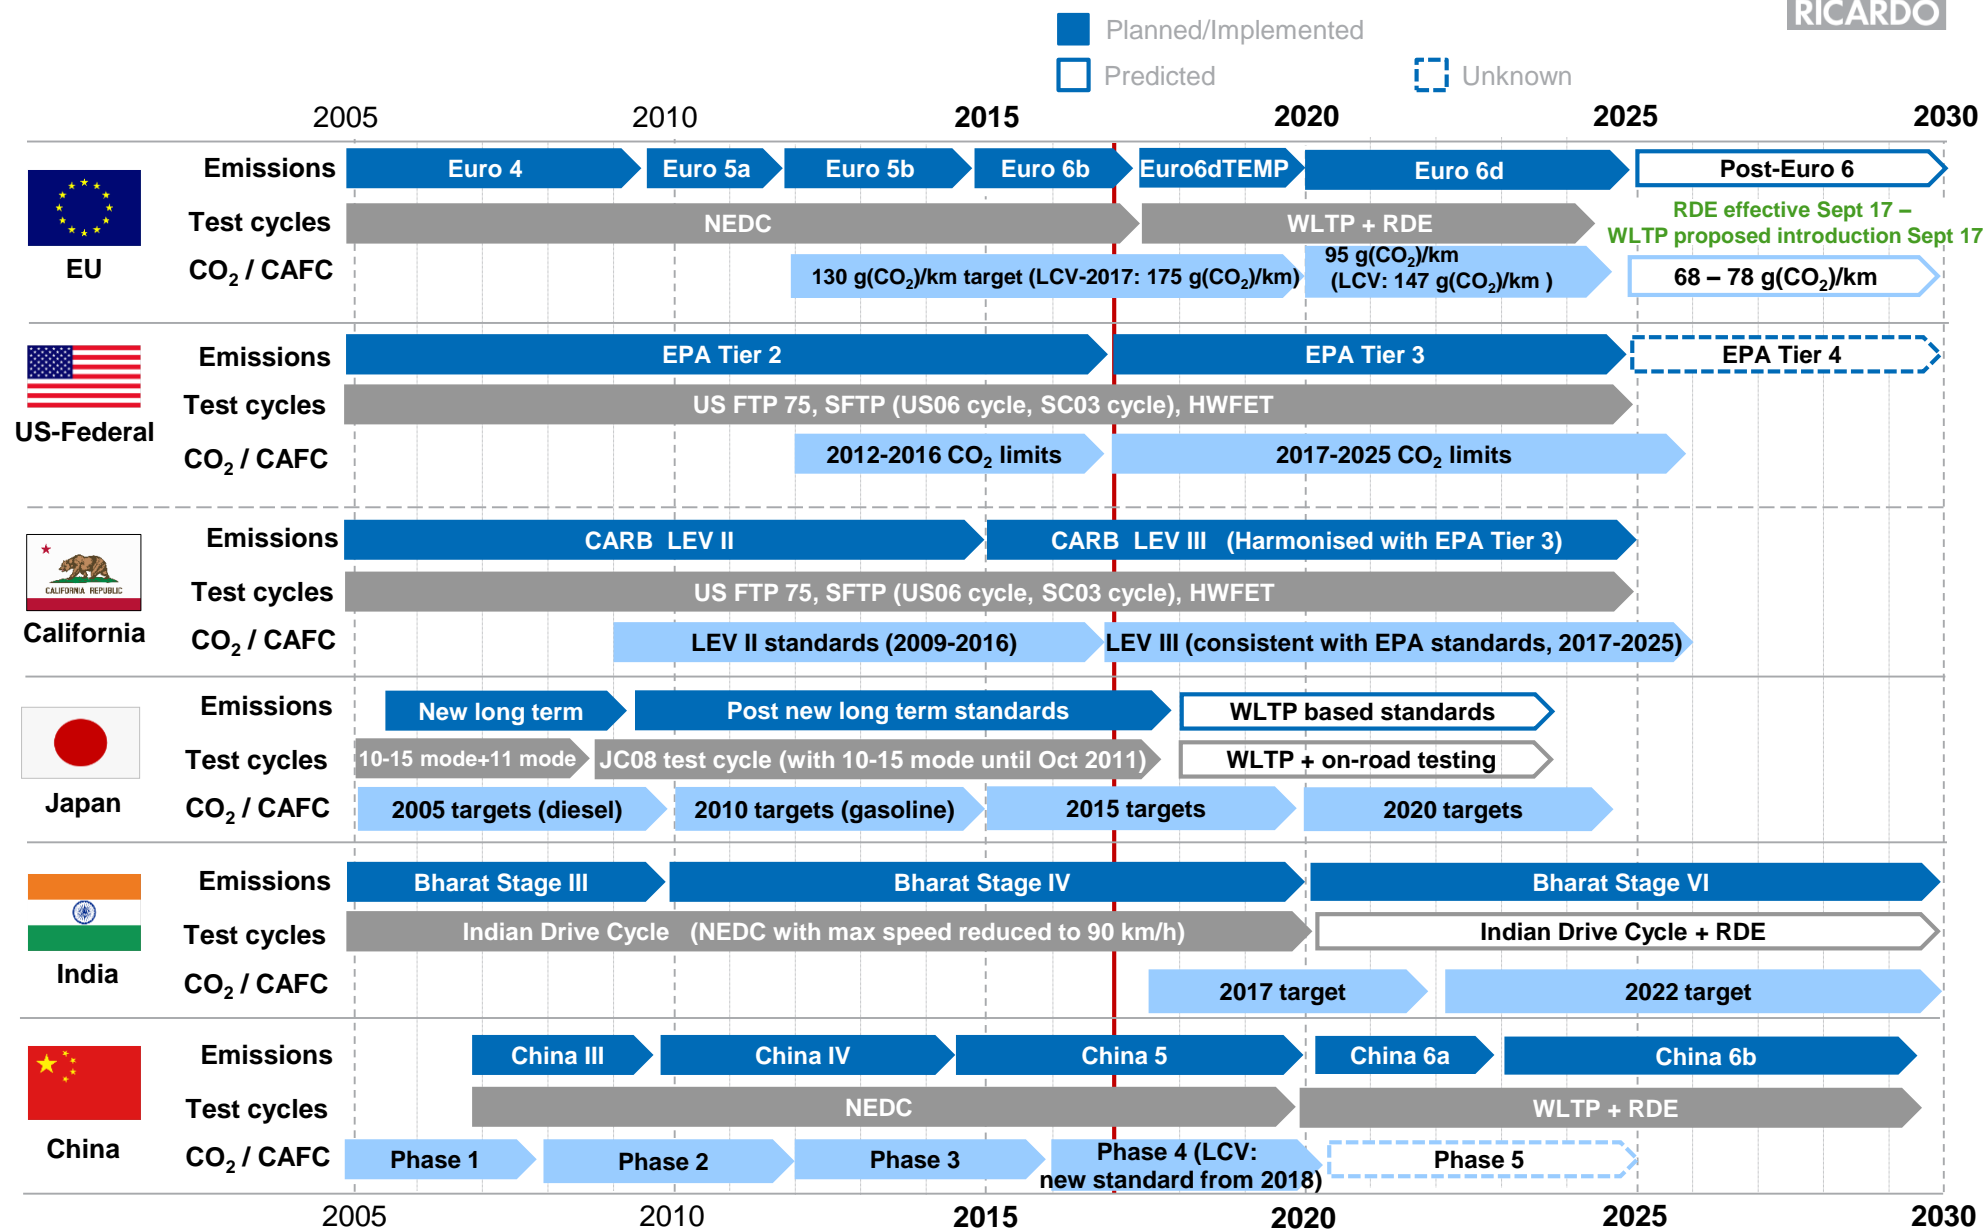 RICARDO
Planned/Implemented
Predicted
Unknown
2005 2010 2015 2020 2025 2030
Emissions Euro 4 Euro 5a Euro 5b Euro 6b Euro6dTEMP Euro 6d Post-Euro 6
Test cycles NEDC WLTP + RDE
RDE effective Sept 17 –
WLTP proposed introduction Sept 17
EU
CO2 / CAFC 130 g(CO2)/km target (LCV-2017: 175 g(CO2)/km)
95 g(CO2)/km
(LCV: 147 g(CO2)/km )
68 – 78 g(CO2)/km
Emissions EPA Tier 2 EPA Tier 3 EPA Tier 4
Test cycles US FTP 75, SFTP (US06 cycle, SC03 cycle), HWFET
US-Federal
CO2 / CAFC 2012-2016 CO2 limits 2017-2025 CO2 limits
Emissions CARB LEV II CARB LEV III (Harmonised with EPA Tier 3)
CALIFORNIA REPUBLIC
Test cycles US FTP 75, SFTP (US06 cycle, SC03 cycle), HWFET
California
CO2 / CAFC LEV II standards (2009-2016) LEV III (consistent with EPA standards, 2017-2025)
Emissions New long term Post new long term standards WLTP based standards
Test cycles 10-15 mode+11 mode JC08 test cycle (with 10-15 mode until Oct 2011) WLTP + on-road testing
Japan
CO2 / CAFC 2005 targets (diesel) 2010 targets (gasoline) 2015 targets 2020 targets
Emissions Bharat Stage III Bharat Stage IV Bharat Stage VI
Test cycles Indian Drive Cycle (NEDC with max speed reduced to 90 km/h) Indian Drive Cycle + RDE
India
CO2 / CAFC 2017 target 2022 target
Emissions China III China IV China 5 China 6a China 6b
Test cycles NEDC WLTP + RDE
China
CO2 / CAFC Phase 1 Phase 2 Phase 3
Phase 4 (LCV:
new standard from 2018)
Phase 5
2005 2010 2015 2020 2025 2030